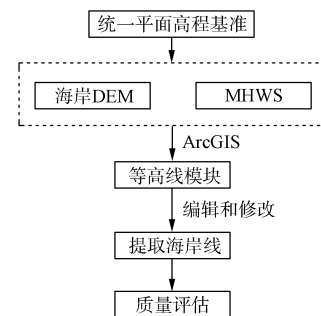 统一平面高程基准
海岸DEM
MHWS
ArcGIS
等高线模块
编辑和修改
提取海岸线
质量评估